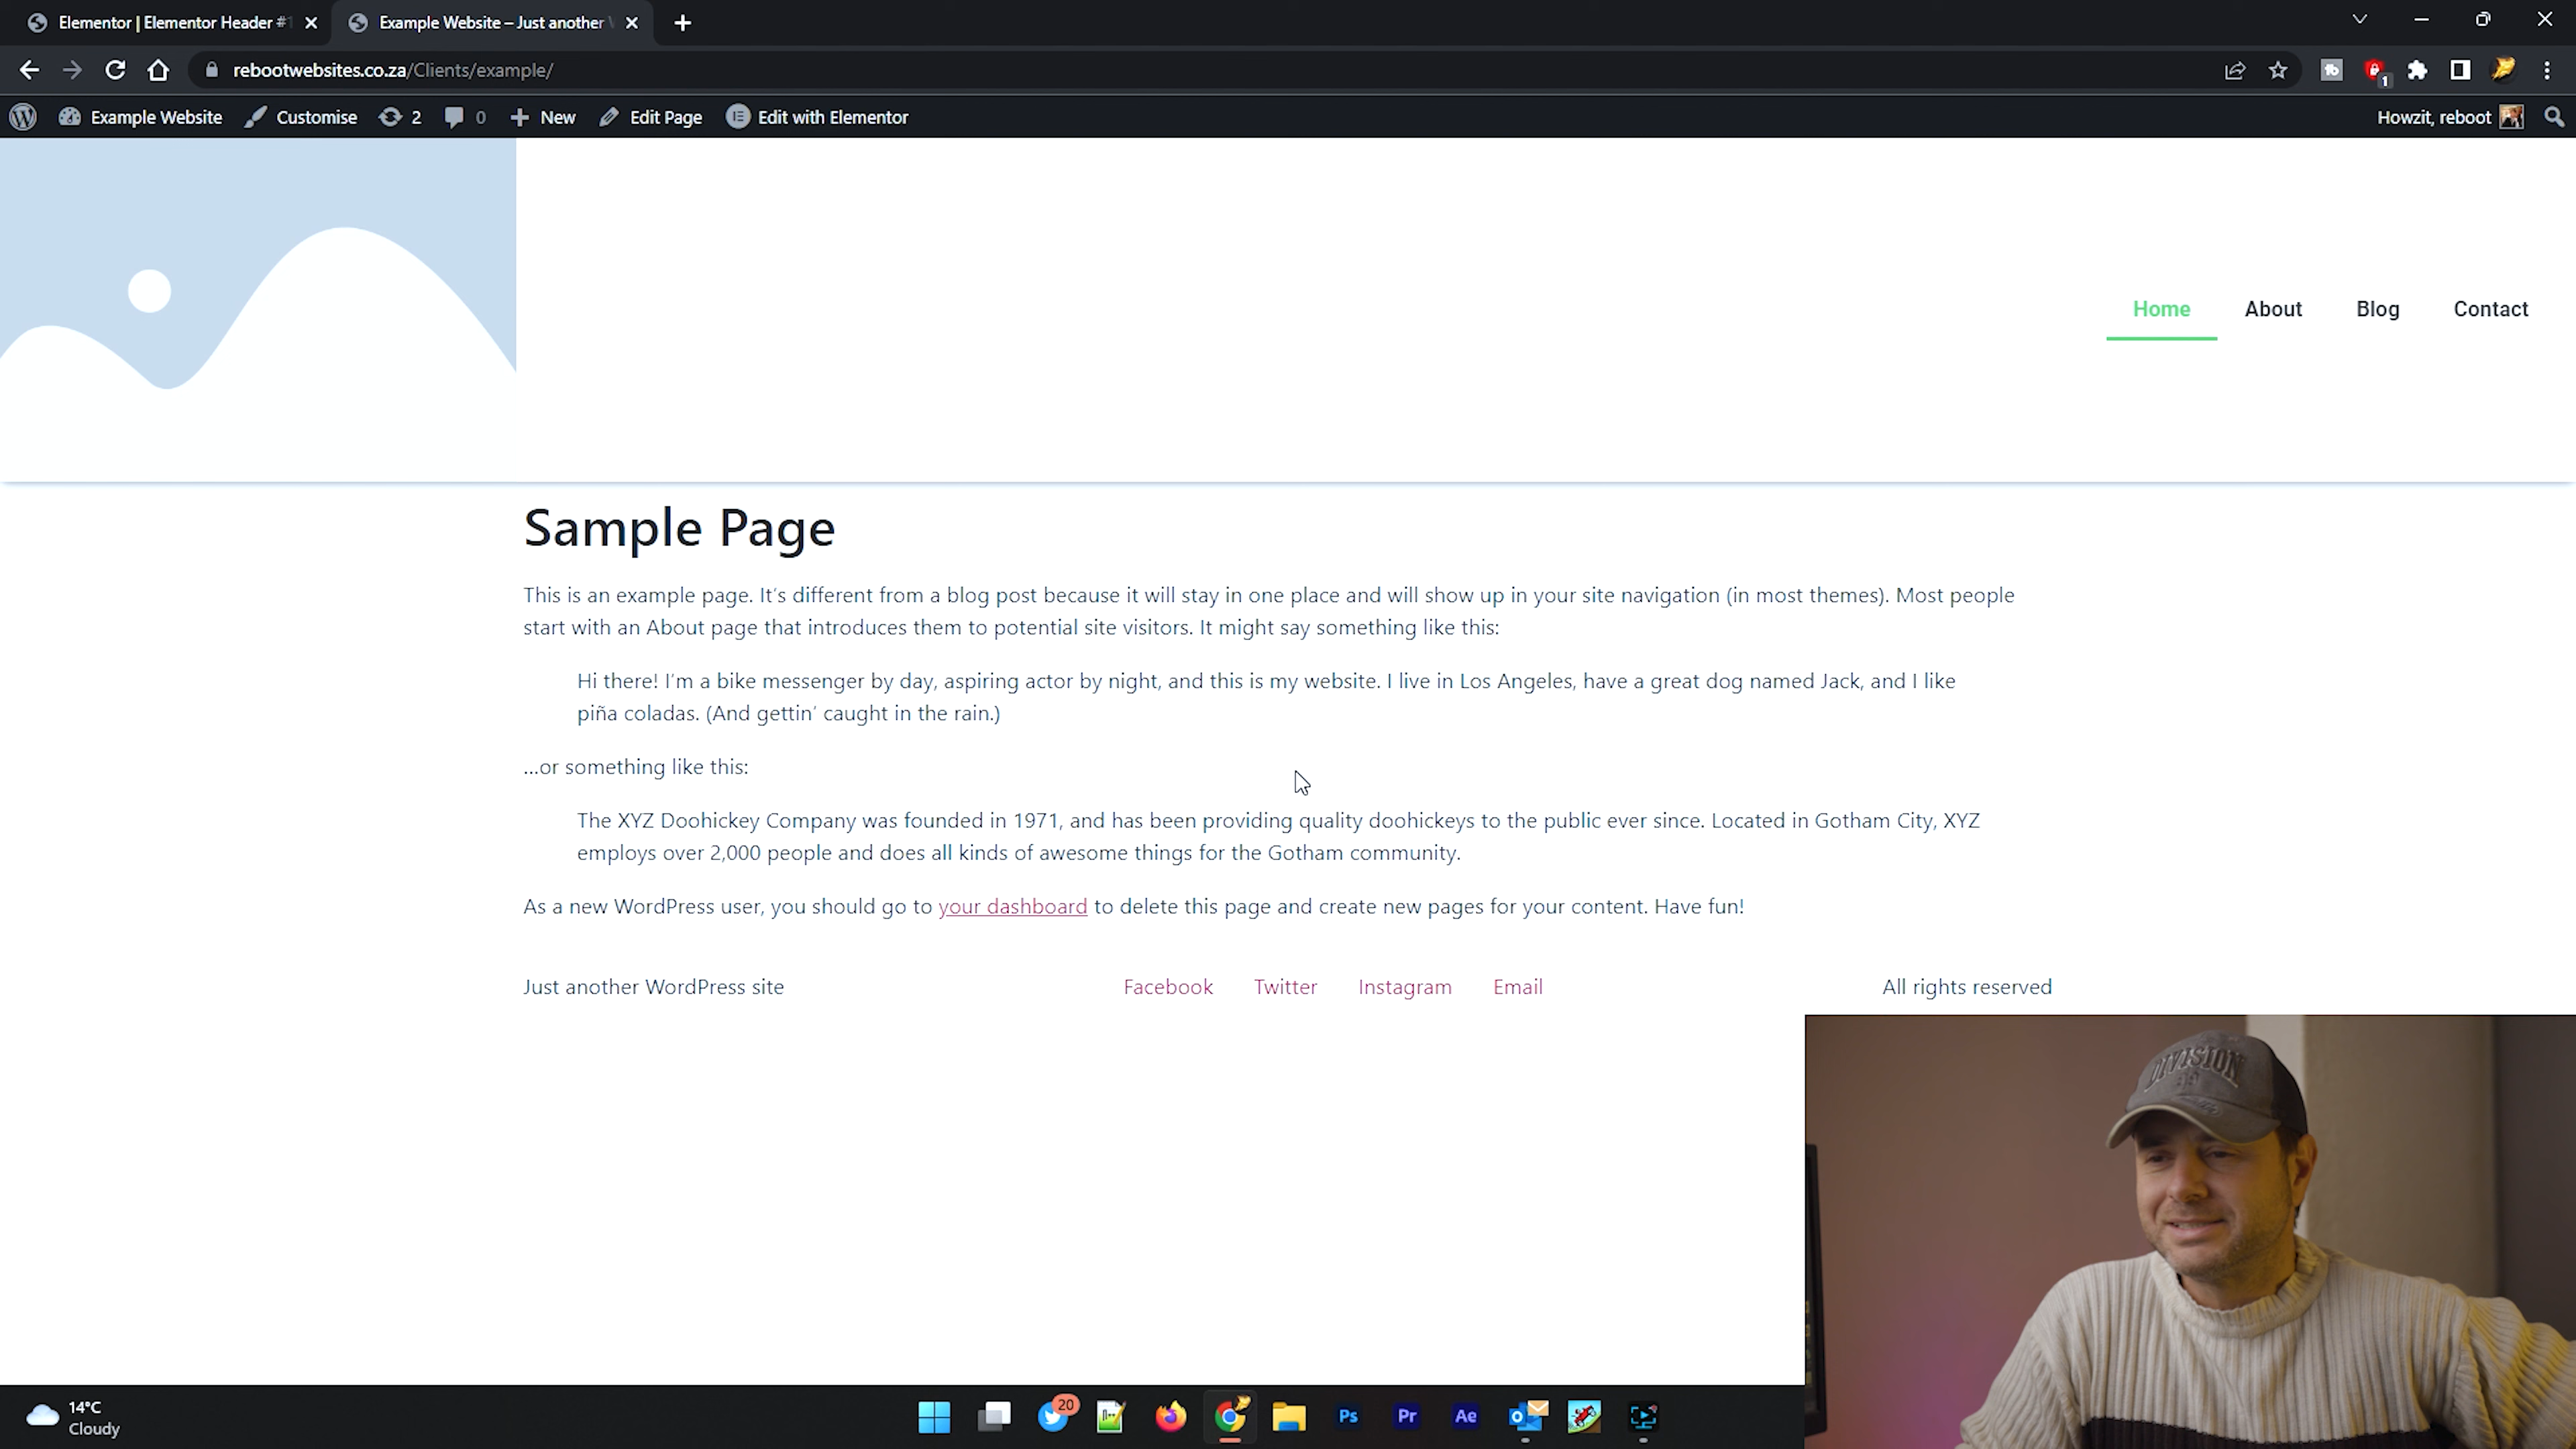 Elementor | Elementor Header #1
Example Website – Just another
rebootwebsites.co.za/Clients/example/
1
Example Website
Customise
2
0
New
Edit Page
Edit with Elementor
Howzit, reboot
Home
About
Blog
Contact
Sample Page
This is an example page. It's different from a blog post because it will stay in one place and will show up in your site navigation (in most themes). Most people
start with an About page that introduces them to potential site visitors. It might say something like this:
Hi there! I'm a bike messenger by day, aspiring actor by night, and this is my website. I live in Los Angeles, have a great dog named Jack, and I like
piña coladas. (And gettin' caught in the rain.)
…or something like this:
The XYZ Doohickey Company was founded in 1971, and has been providing quality doohickeys to the public ever since. Located in Gotham City, XYZ
employs over 2,000 people and does all kinds of awesome things for the Gotham community.
As a new WordPress user, you should go to your dashboard to delete this page and create new pages for your content. Have fun!
Just another WordPress site
Facebook
Twitter
Instagram
Email
All rights reserved
DIVISION
14°C
Cloudy
20
Ps
Pr
Ae